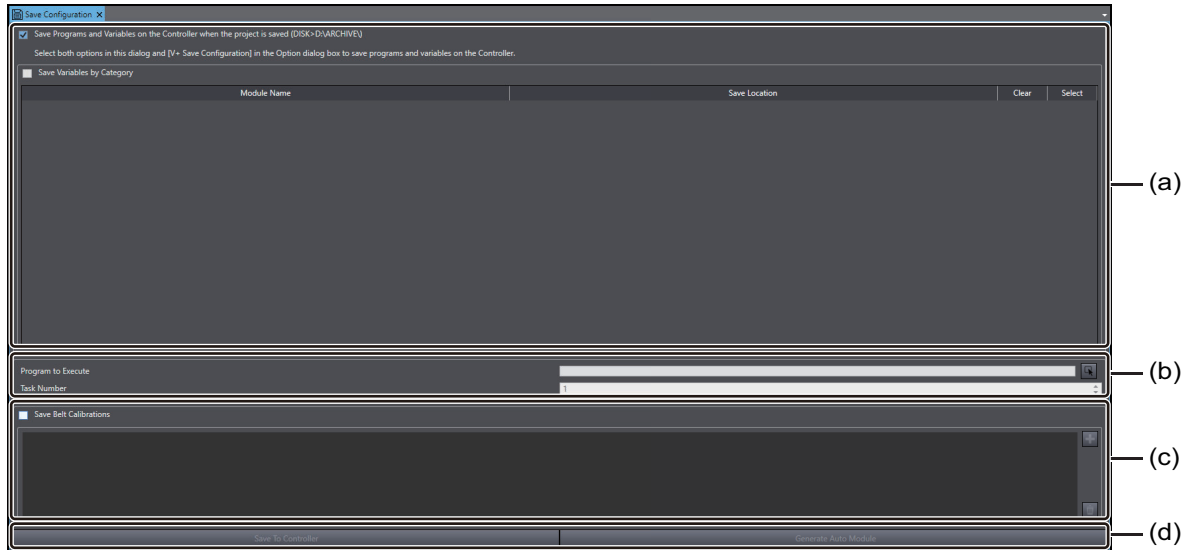 Save Configuration X
Save Programs and Variables on the Controller when the project is saved (DISK>D:\ARCHIVE\)
Select both options in this dialog and [V+ Save Configuration] in the Option dialog box to save programs and variables on the Controller.
Save Variables by Category
Module Name Save Location Clear Select
(a)
Program to Execute
(b)
Task Number 1
Save Belt Calibrations
(c)
Save To Controller Generate Auto Module
(d)